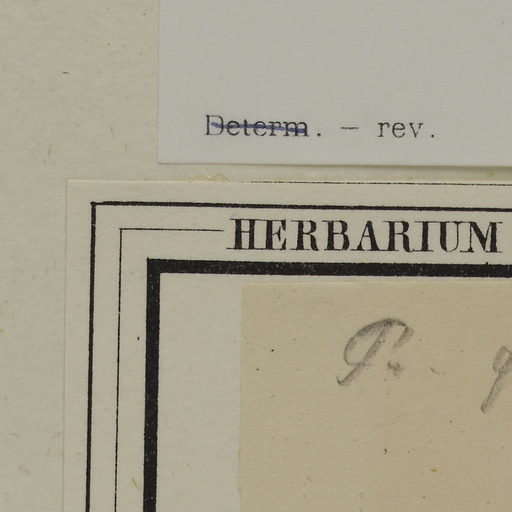 Determ. — rev.
HERBARIUM